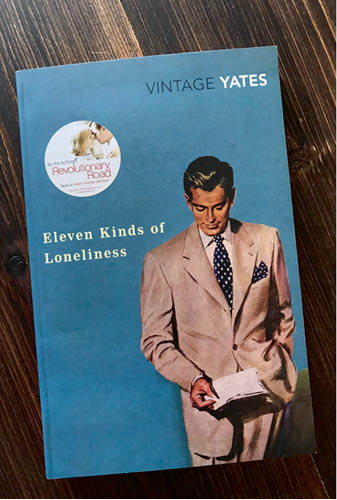 VINTAGE YATES
By the author of
Revolutionary
Road
Now a major motion picture
Eleven Kinds of
Loneliness